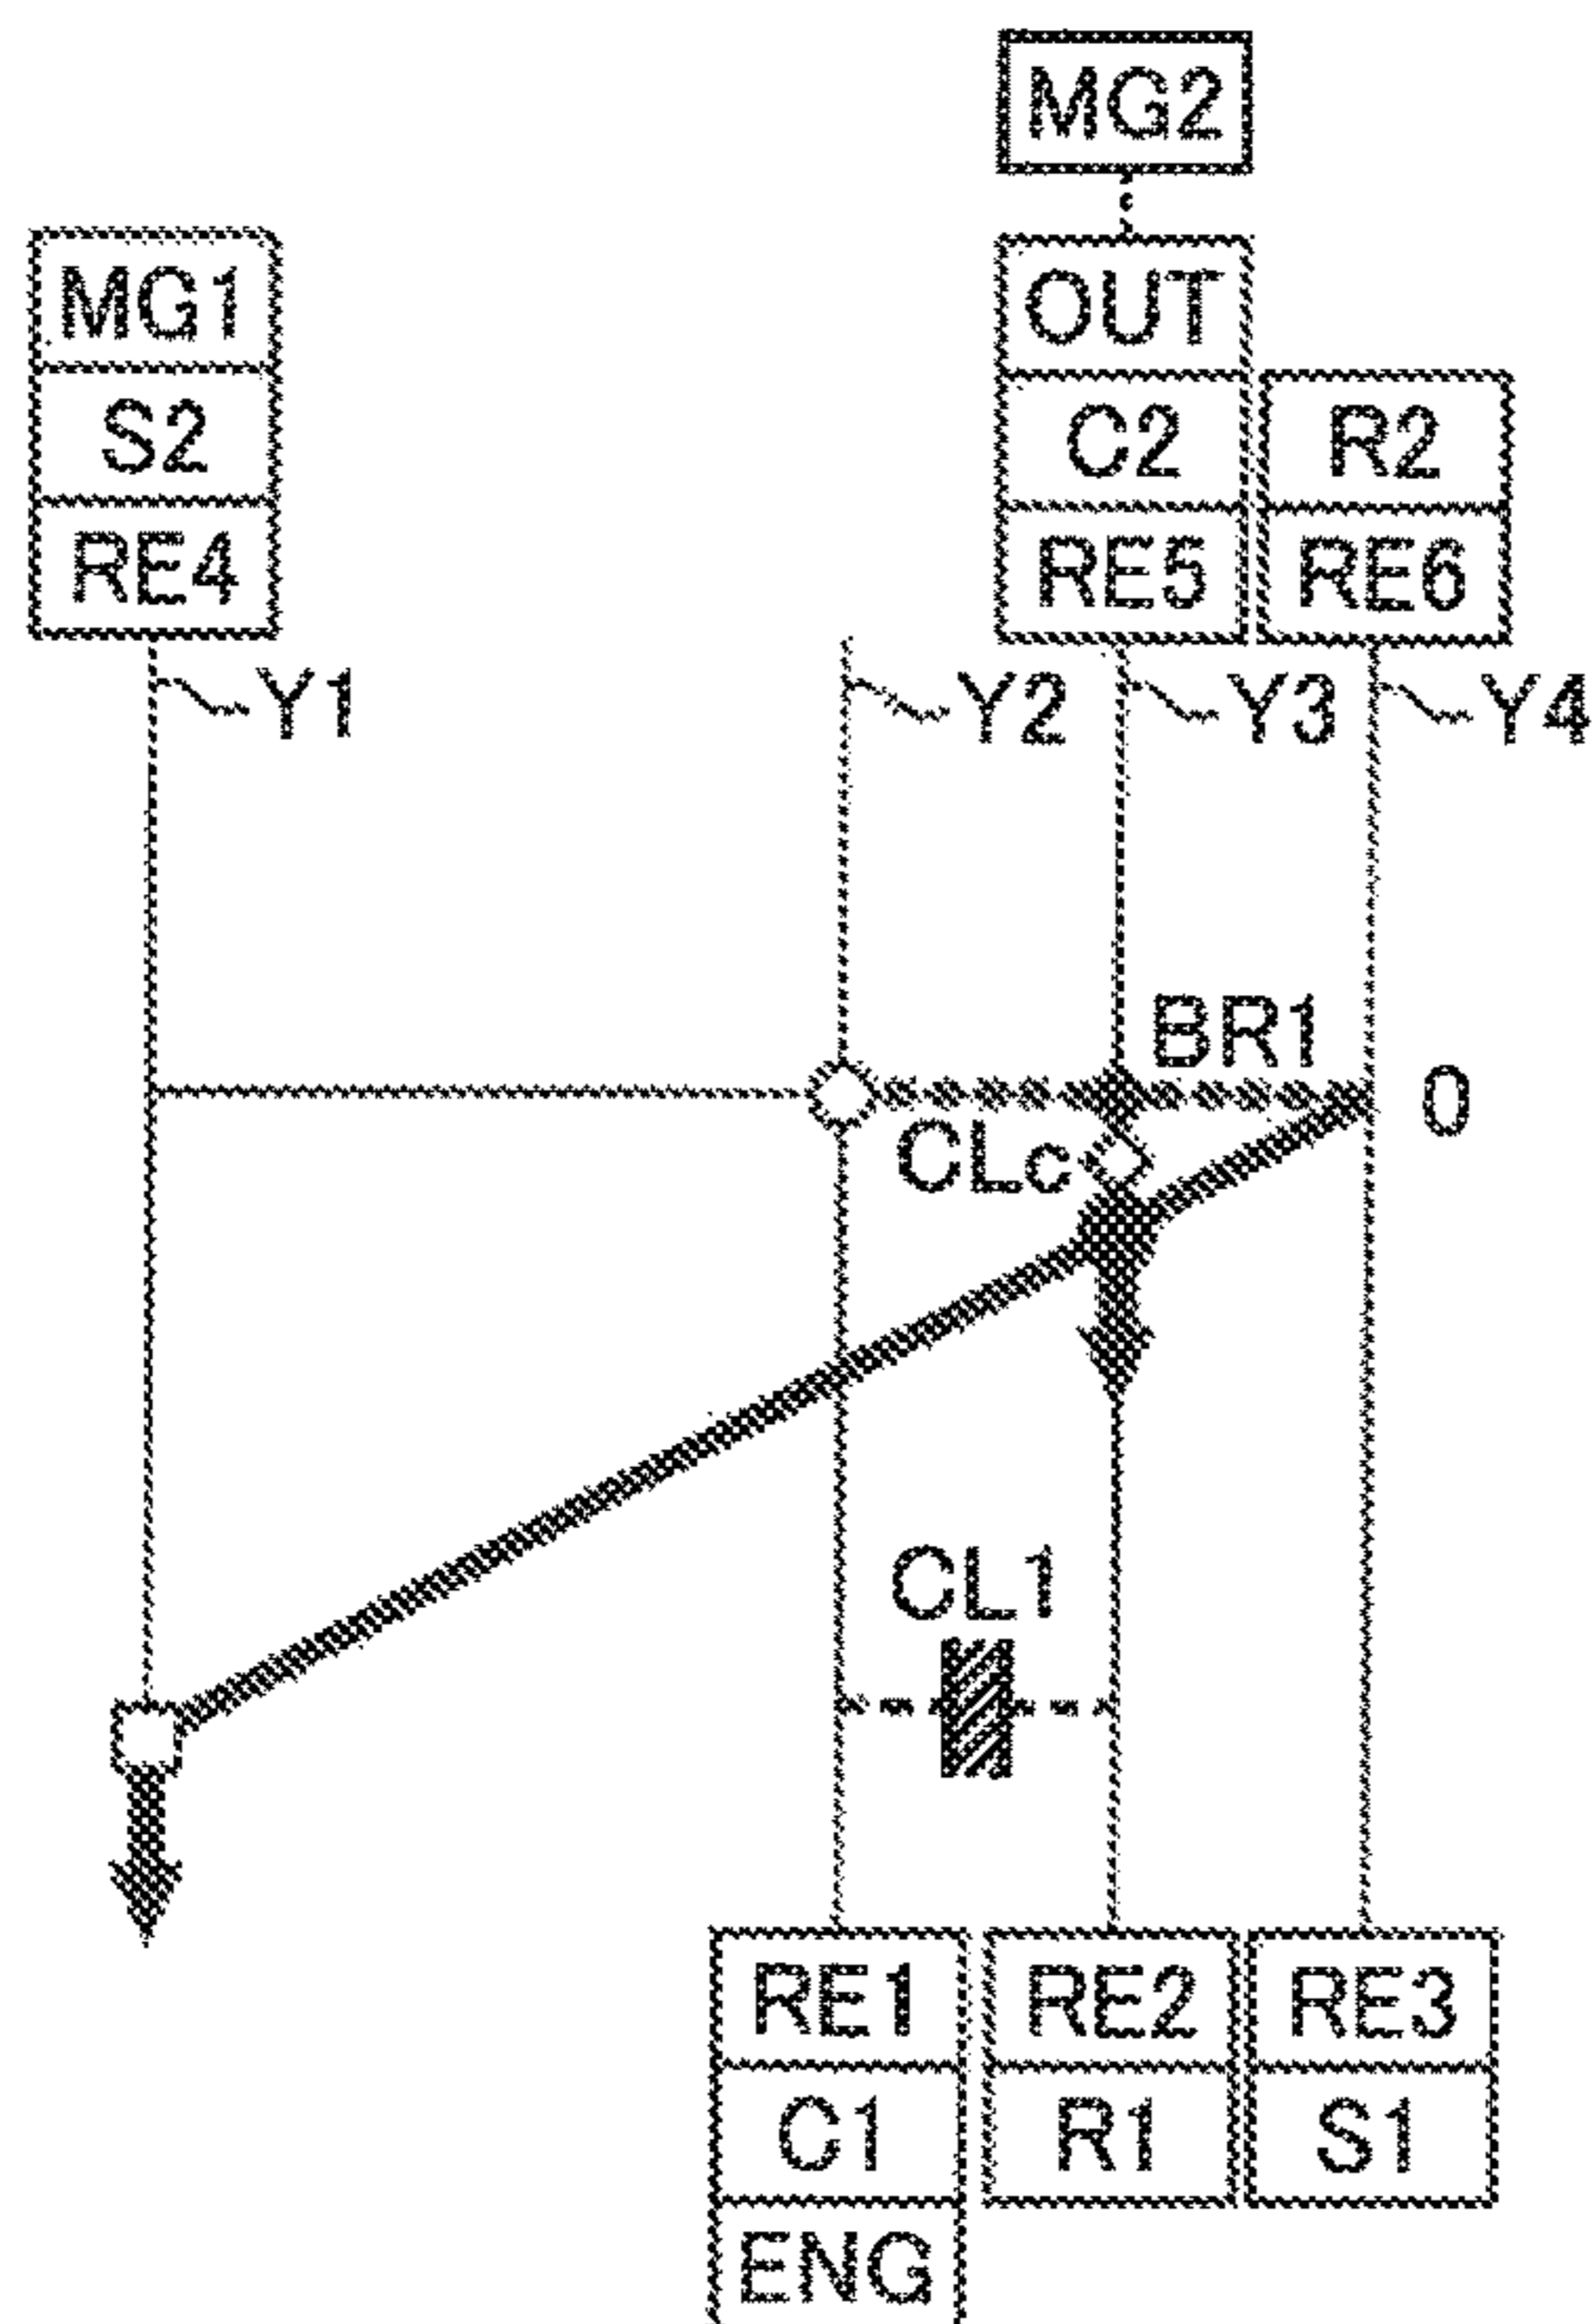 MG2
MG1
OUT
S2
C2
R2
RE4
RE5
RE6
Y1
Y2
Y3
Y4
BR1
0
CLc
CL1
RE1
RE2
RE3
C1
R1
S1
ENG